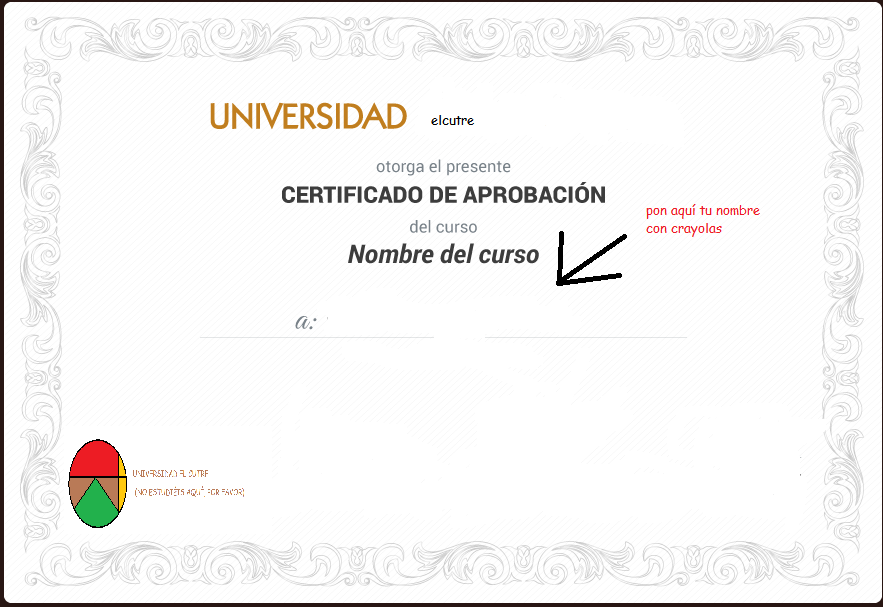 UNIVERSIDAD elcutre
otorga el presente
CERTIFICADO DE APROBACIÓN
pon aquí tu nombre
con crayolas
del curso
Nombre del curso
a:
UNIVERSIDAD EL CUTRE
(NO ESTUDIÉIS AQUÍ, POR FAVOR)